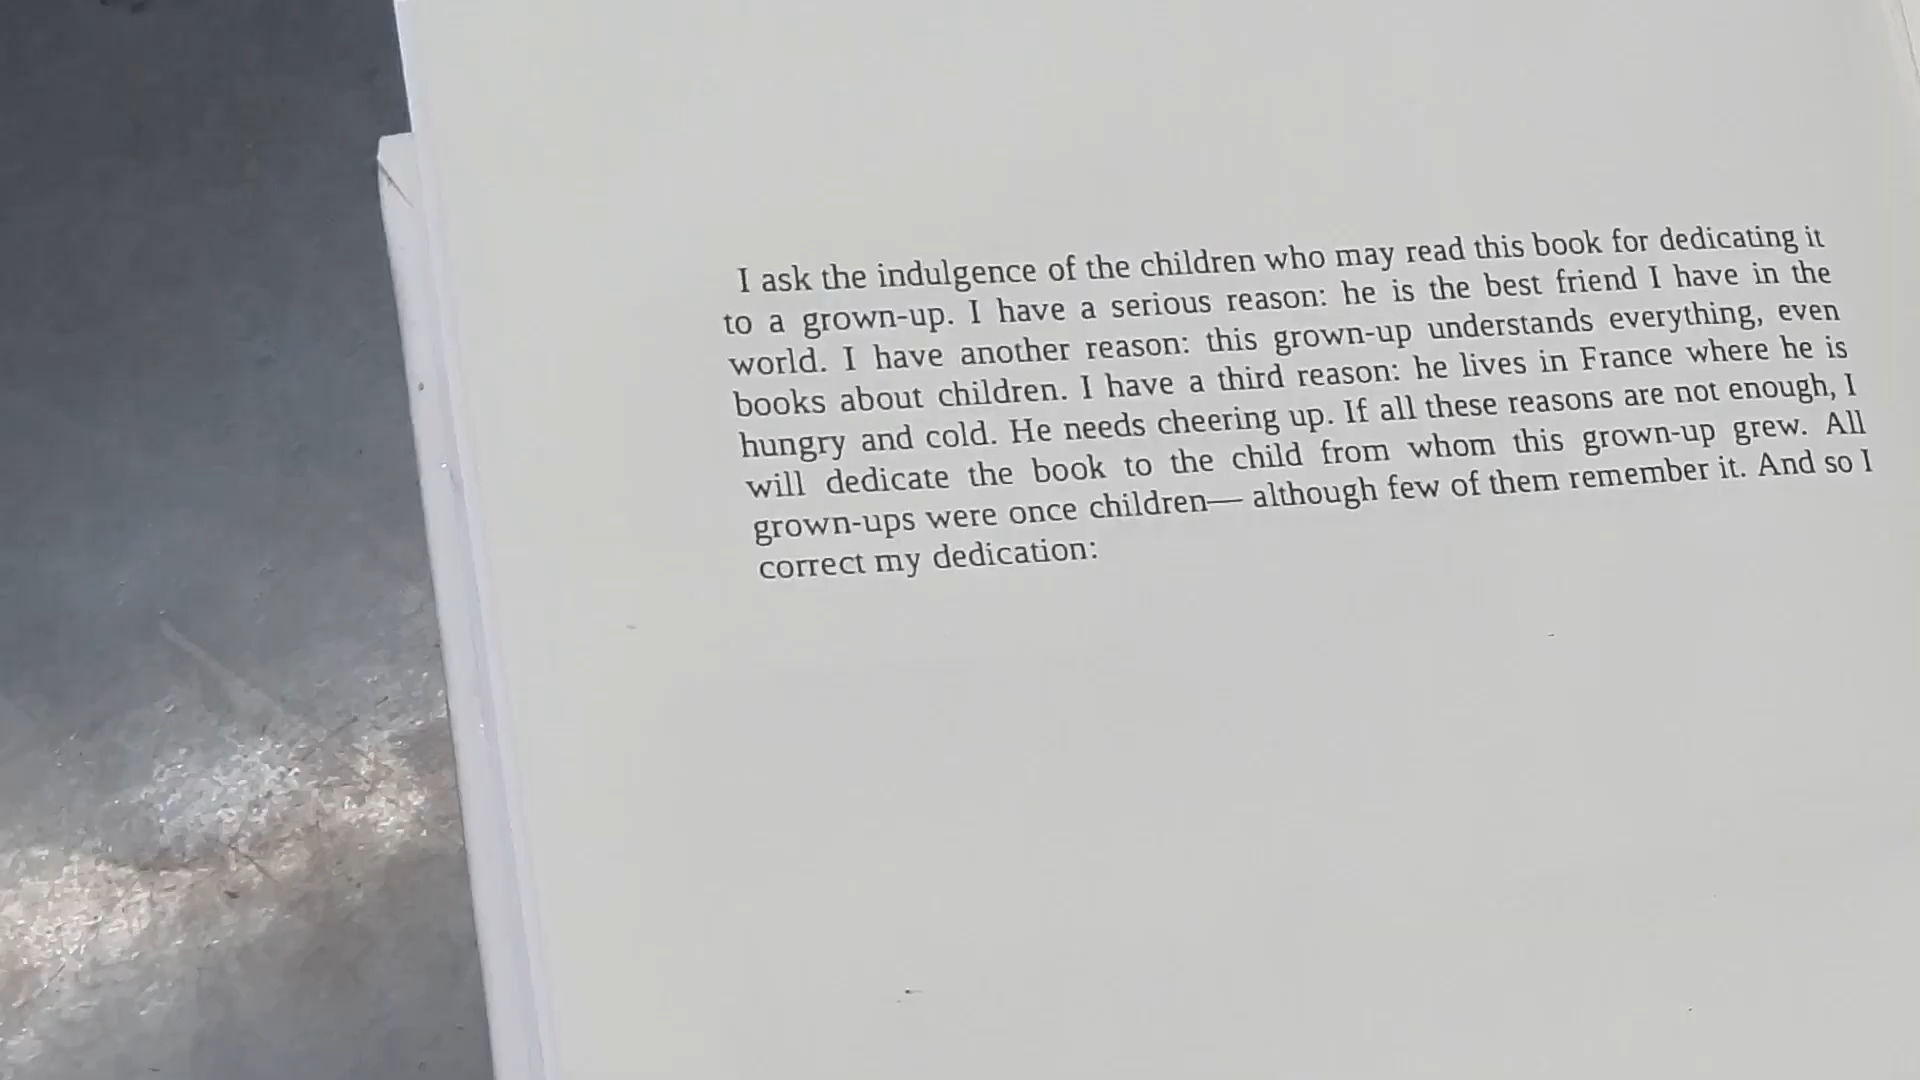 I ask the indulgence of the children who may read this book for dedicating it
to a grown-up. I have a serious reason: he is the best friend I have in the
world. I have another reason: this grown-up understands everything, even
books about children. I have a third reason: he lives in France where he is
hungry and cold. He needs cheering up. If all these reasons are not enough, I
will dedicate the book to the child from whom this grown-up grew. All
grown-ups were once children— although few of them remember it. And so I
correct my dedication: